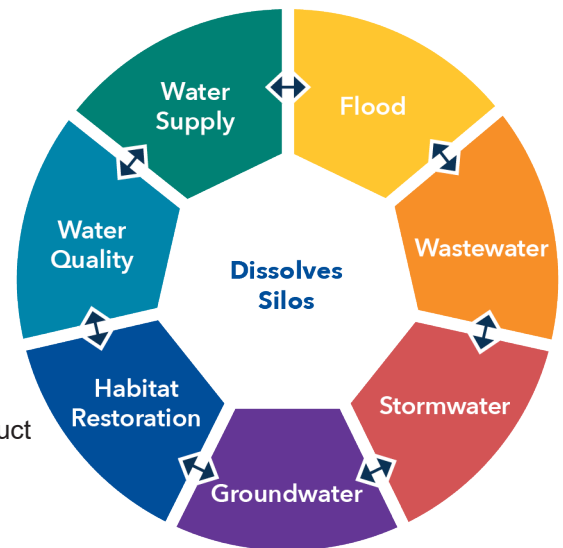 Water
Supply
Flood
Water
Quality
Wastewater
Dissolves
Silos
Habitat
Restoration
Stormwater
uct
Groundwater